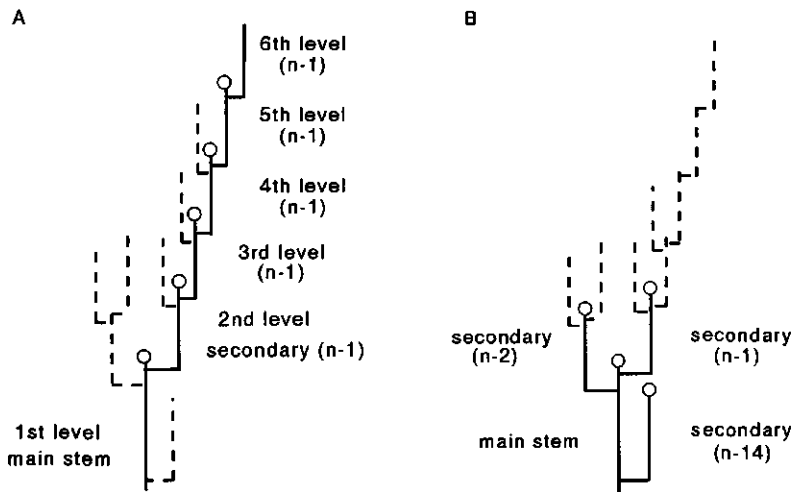 A
6th level
(n-1)
5th level
(n-1)
4th level
(n-1)
3rd level
(n-1)
2nd level
secondary (n-1)
1st level
main stem
B
secondary
(n-2)
secondary
(n-1)
main stem
secondary
(n-14)